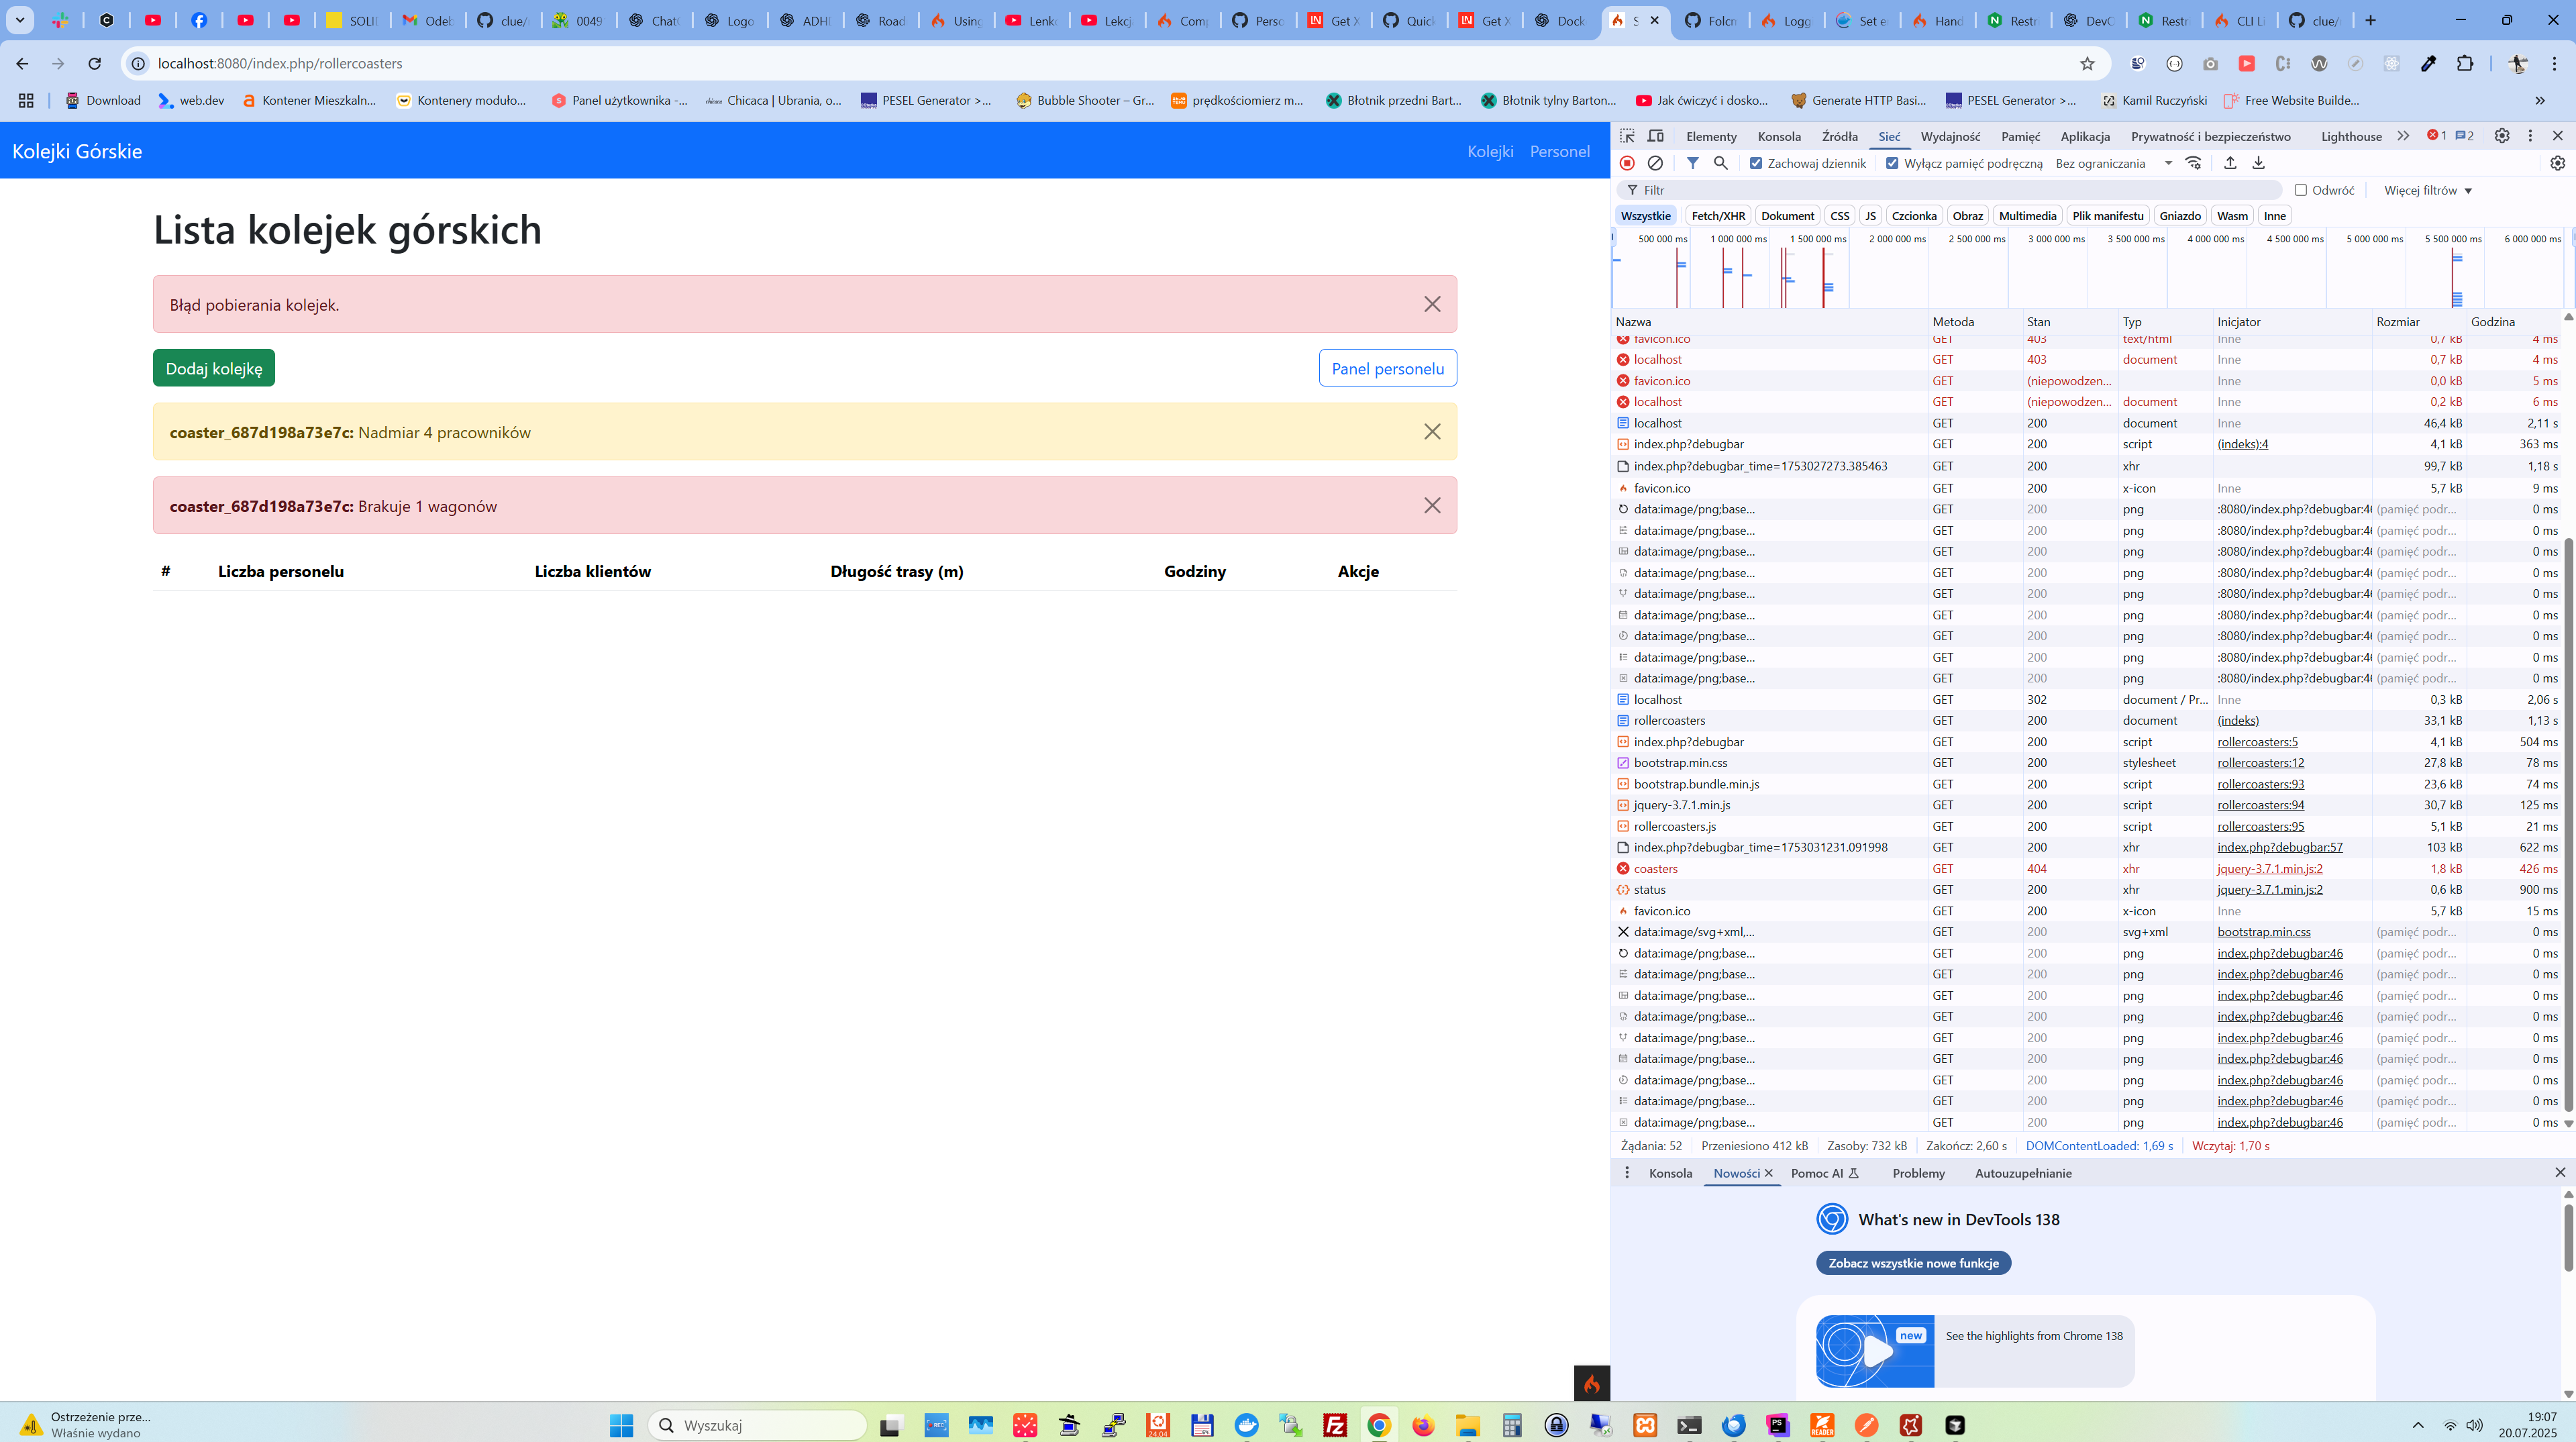 SOLI
Odeb
clue/
0049
Chat
Logo
ADH
Road
Using
Lenk
Lekcj
Comp
Perso
Get X
Quick
Get X
Dock
S
Folcn
Logg
Set e
Hand
Restr
DevC
Restr
CLI Li
clue/
localhost:8080/index.php/rollercoasters
Download
web.dev
Kontener Mieszkaln...
Kontenery moduło...
Panel użytkownika -...
Chicaca | Ubrania, o...
PESEL Generator >...
Bubble Shooter – Gr...
prędkościomierz m...
Błotnik przedni Bart...
Błotnik tylny Barton...
Jak ćwiczyć i dosko...
Generate HTTP Basi...
PESEL Generator >...
Kamil Ruczyński
Free Website Builde...
Kolejki Górskie
Kolejki
Personel
Lista kolejek górskich
Błąd pobierania kolejek.
Dodaj kolejkę
Panel personelu
coaster_687d198a73e7c: Nadmiar 4 pracowników
coaster_687d198a73e7c: Brakuje 1 wagonów
# Liczba personelu Liczba klientów Długość trasy (m) Godziny Akcje
Elementy Konsola Źródła Sieć Wydajność Pamięć Aplikacja Prywatność i bezpieczeństwo Lighthouse 1 2
Zachowaj dziennik Wyłącz pamięć podręczną Bez ograniczania
Filtr Odwróć Więcej filtrów
Wszystkie Fetch/XHR Dokument CSS JS Czcionka Obraz Multimedia Plik manifestu Gniazdo Wasm Inne
500 000 ms 1 000 000 ms 1 500 000 ms 2 000 000 ms 2 500 000 ms 3 000 000 ms 3 500 000 ms 4 000 000 ms 4 500 000 ms 5 000 000 ms 5 500 000 ms 6 000 000 ms
Nazwa Metoda Stan Typ Inicjator Rozmiar Godzina
favicon.ico GET 403 text/html Inne 0,7 kB 4 ms
localhost GET 403 document Inne 0,7 kB 4 ms
favicon.ico GET (niepowodzen... Inne 0,0 kB 5 ms
localhost GET (niepowodzen... document Inne 0,2 kB 6 ms
localhost GET 200 document Inne 46,4 kB 2,11 s
index.php?debugbar GET 200 script (indeks):4 4,1 kB 363 ms
index.php?debugbar_time=1753027273.385463 GET 200 xhr 99,7 kB 1,18 s
favicon.ico GET 200 x-icon Inne 5,7 kB 9 ms
data:image/png;base... GET 200 png :8080/index.php?debugbar:46 (pamięć podr... 0 ms
data:image/png;base... GET 200 png :8080/index.php?debugbar:46 (pamięć podr... 0 ms
data:image/png;base... GET 200 png :8080/index.php?debugbar:46 (pamięć podr... 0 ms
data:image/png;base... GET 200 png :8080/index.php?debugbar:46 (pamięć podr... 0 ms
data:image/png;base... GET 200 png :8080/index.php?debugbar:46 (pamięć podr... 0 ms
data:image/png;base... GET 200 png :8080/index.php?debugbar:46 (pamięć podr... 0 ms
data:image/png;base... GET 200 png :8080/index.php?debugbar:46 (pamięć podr... 0 ms
data:image/png;base... GET 200 png :8080/index.php?debugbar:46 (pamięć podr... 0 ms
data:image/png;base... GET 200 png :8080/index.php?debugbar:46 (pamięć podr... 0 ms
localhost GET 302 document / Pr... Inne 0,3 kB 2,06 s
rollercoasters GET 200 document (indeks) 33,1 kB 1,13 s
index.php?debugbar GET 200 script rollercoasters:5 4,1 kB 504 ms
bootstrap.min.css GET 200 stylesheet rollercoasters:12 27,8 kB 78 ms
bootstrap.bundle.min.js GET 200 script rollercoasters:93 23,6 kB 74 ms
jquery-3.7.1.min.js GET 200 script rollercoasters:94 30,7 kB 125 ms
rollercoasters.js GET 200 script rollercoasters:95 5,1 kB 21 ms
index.php?debugbar_time=1753031231.091998 GET 200 xhr index.php?debugbar:57 103 kB 622 ms
coasters GET 404 xhr jquery-3.7.1.min.js:2 1,8 kB 426 ms
status GET 200 xhr jquery-3.7.1.min.js:2 0,6 kB 900 ms
favicon.ico GET 200 x-icon Inne 5,7 kB 15 ms
data:image/svg+xml,... GET 200 svg+xml bootstrap.min.css (pamięć podr... 0 ms
data:image/png;base... GET 200 png index.php?debugbar:46 (pamięć podr... 0 ms
data:image/png;base... GET 200 png index.php?debugbar:46 (pamięć podr... 0 ms
data:image/png;base... GET 200 png index.php?debugbar:46 (pamięć podr... 0 ms
data:image/png;base... GET 200 png index.php?debugbar:46 (pamięć podr... 0 ms
data:image/png;base... GET 200 png index.php?debugbar:46 (pamięć podr... 0 ms
data:image/png;base... GET 200 png index.php?debugbar:46 (pamięć podr... 0 ms
data:image/png;base... GET 200 png index.php?debugbar:46 (pamięć podr... 0 ms
data:image/png;base... GET 200 png index.php?debugbar:46 (pamięć podr... 0 ms
data:image/png;base... GET 200 png index.php?debugbar:46 (pamięć podr... 0 ms
Żądania: 52 Przeniesiono 412 kB Zasoby: 732 kB Zakończ: 2,60 s DOMContentLoaded: 1,69 s Wczytaj: 1,70 s
Konsola Nowości Pomoc AI Problemy Autouzupełnianie
What's new in DevTools 138
Zobacz wszystkie nowe funkcje
new
See the highlights from Chrome 138
Ostrzeżenie prze...
Właśnie wydano
Wyszukaj
REC
24.04
PS
READER
19:07
20.07.2025